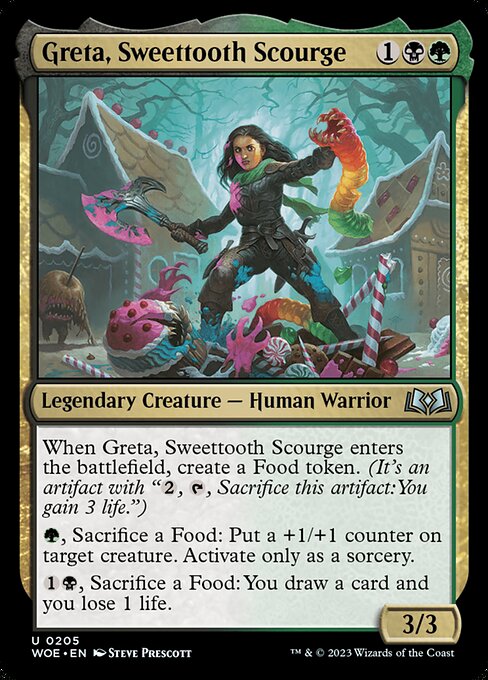 Greta, Sweettooth Scourge 1
Legendary Creature — Human Warrior
When Greta, Sweettooth Scourge enters
the battlefield, create a Food token. (It's an
artifact with “2, , Sacrifice this artifact: You
gain 3 life.”)
, Sacrifice a Food: Put a +1/+1 counter on
target creature. Activate only as a sorcery.
1, Sacrifice a Food: You draw a card and
you lose 1 life.
3/3
U 0205
WOE • EN Steve Prescott
™ & © 2023 Wizards of the Coast